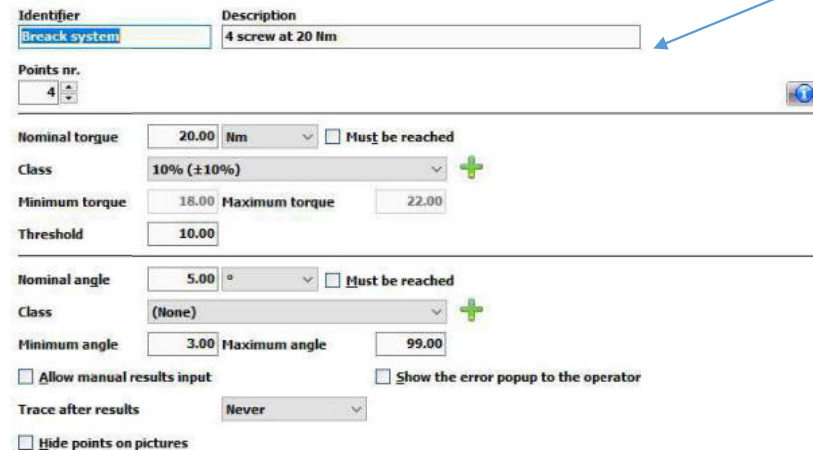 Identifier Description
Breack system 4 screw at 20 Nm
Points nr.
4
Nominal torque 20.00 Nm Must be reached
Class 10% (±10%)
Minimum torque 18.00 Maximum torque 22.00
Threshold 10.00
Nominal angle 5.00 ° Must be reached
Class (None)
Minimum angle 3.00 Maximum angle 99.00
Allow manual results input Show the error popup to the operator
Trace after results Never
Hide points on pictures